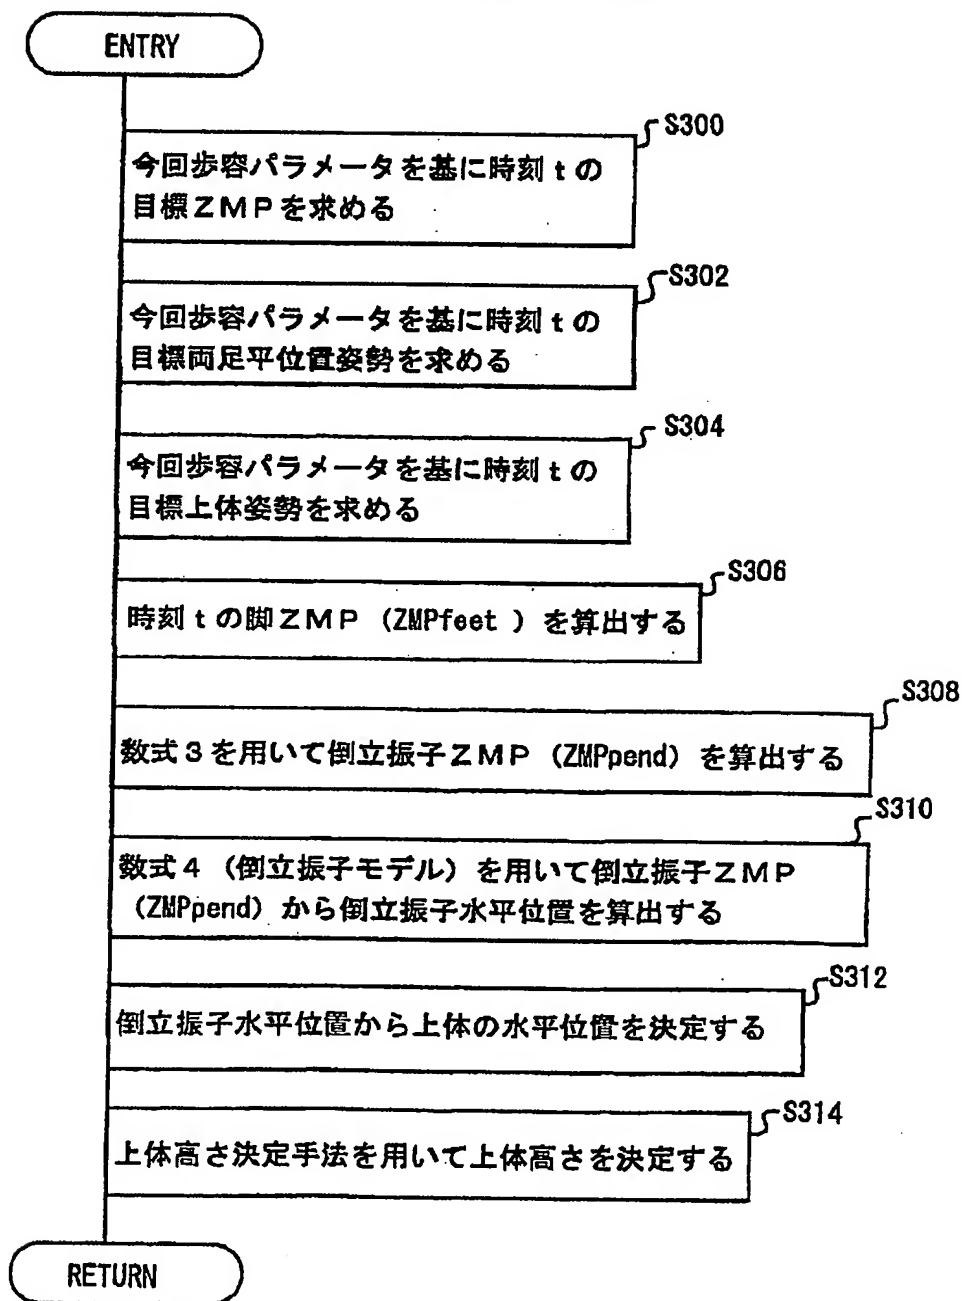 ENTRY
S300
今回歩容パラメータを基に時刻tの
目標ZMPを求める
S302
今回歩容パラメータを基に時刻tの
目標両足平位置姿勢を求める
S304
今回歩容パラメータを基に時刻tの
目標上体姿勢を求める
S306
時刻tの脚ZMP (ZMPfeet ) を算出する
S308
数式3を用いて倒立振子ZMP (ZMPpend) を算出する
S310
数式4 (倒立振子モデル) を用いて倒立振子ZMP
(ZMPpend) から倒立振子水平位置を算出する
S312
倒立振子水平位置から上体の水平位置を決定する
S314
上体高さ決定手法を用いて上体高さを決定する
RETURN